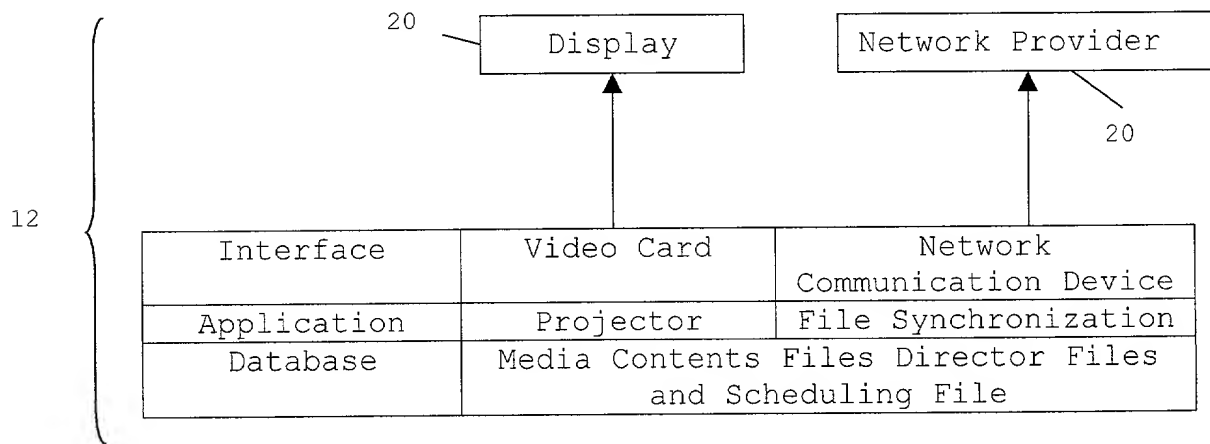 20
Display
Network Provider
20
12
Interface
Video Card
Network
Communication Device
Application
Projector
File Synchronization
Database
Media Contents Files Director Files
and Scheduling File